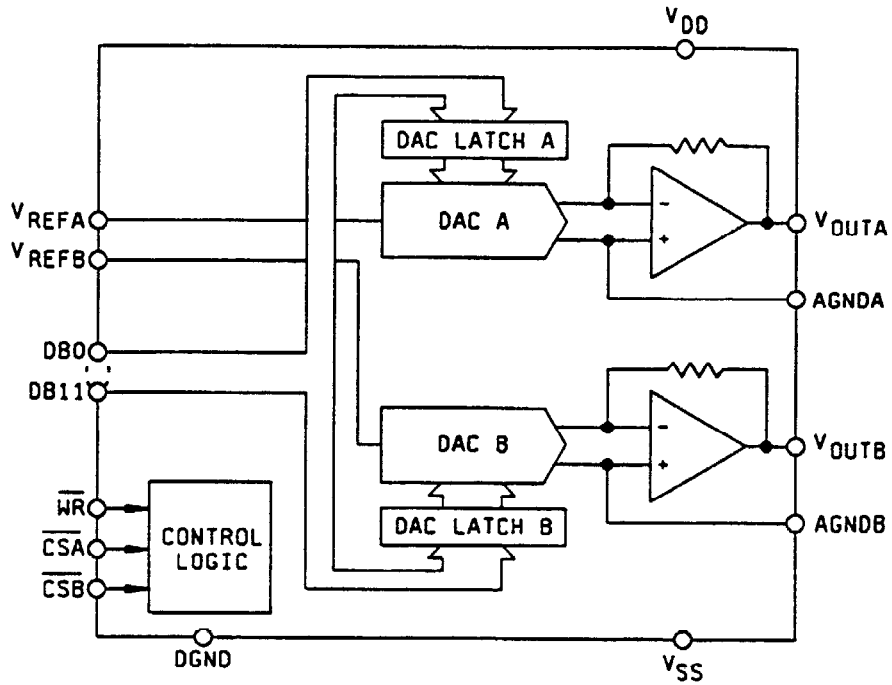 VDD
DAC LATCH A
VREFA
DAC A
VOUTA
VREFB
AGNDA
DB0
DB11
DAC B
VOUTB
WR
CONTROL
LOGIC
DAC LATCH B
AGNDB
CSA
CSB
DGND
VSS
- 
+
-
+